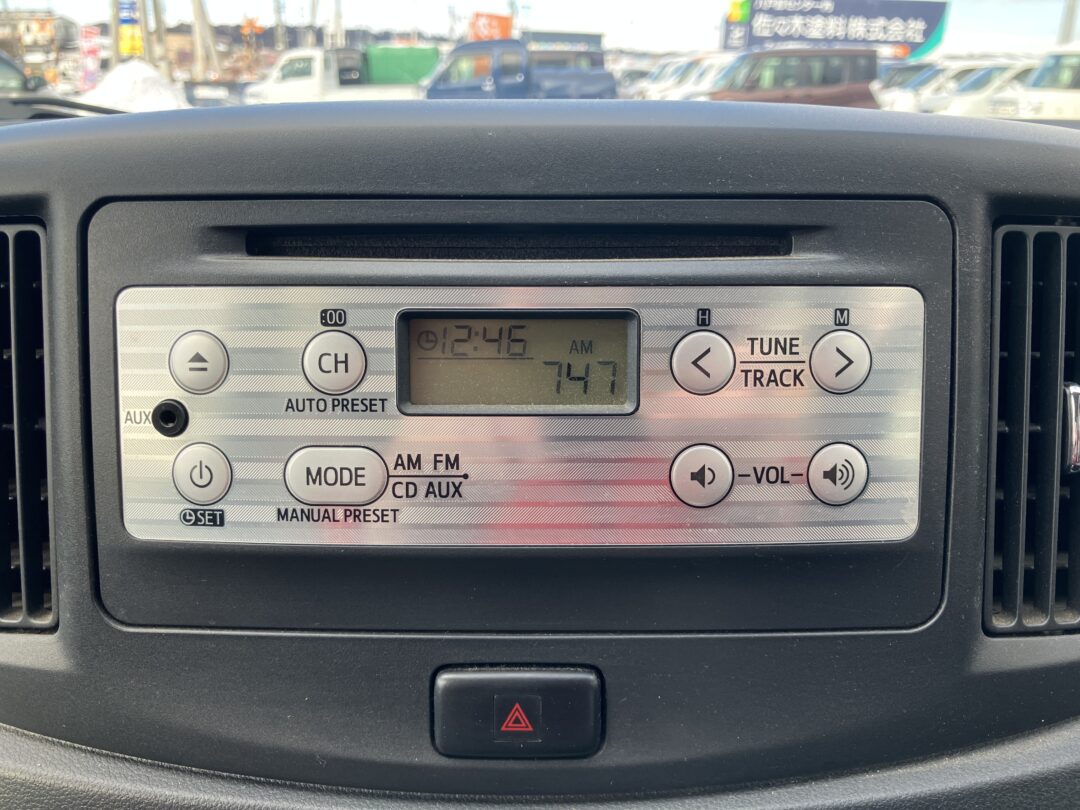 佐々木塗料株式会社
:00
CH
AUTO PRESET
12:46
AM
747
H
M
<
TUNE
TRACK
>
AUX
SET
MODE
AM FM
CD AUX
MANUAL PRESET
-VOL-